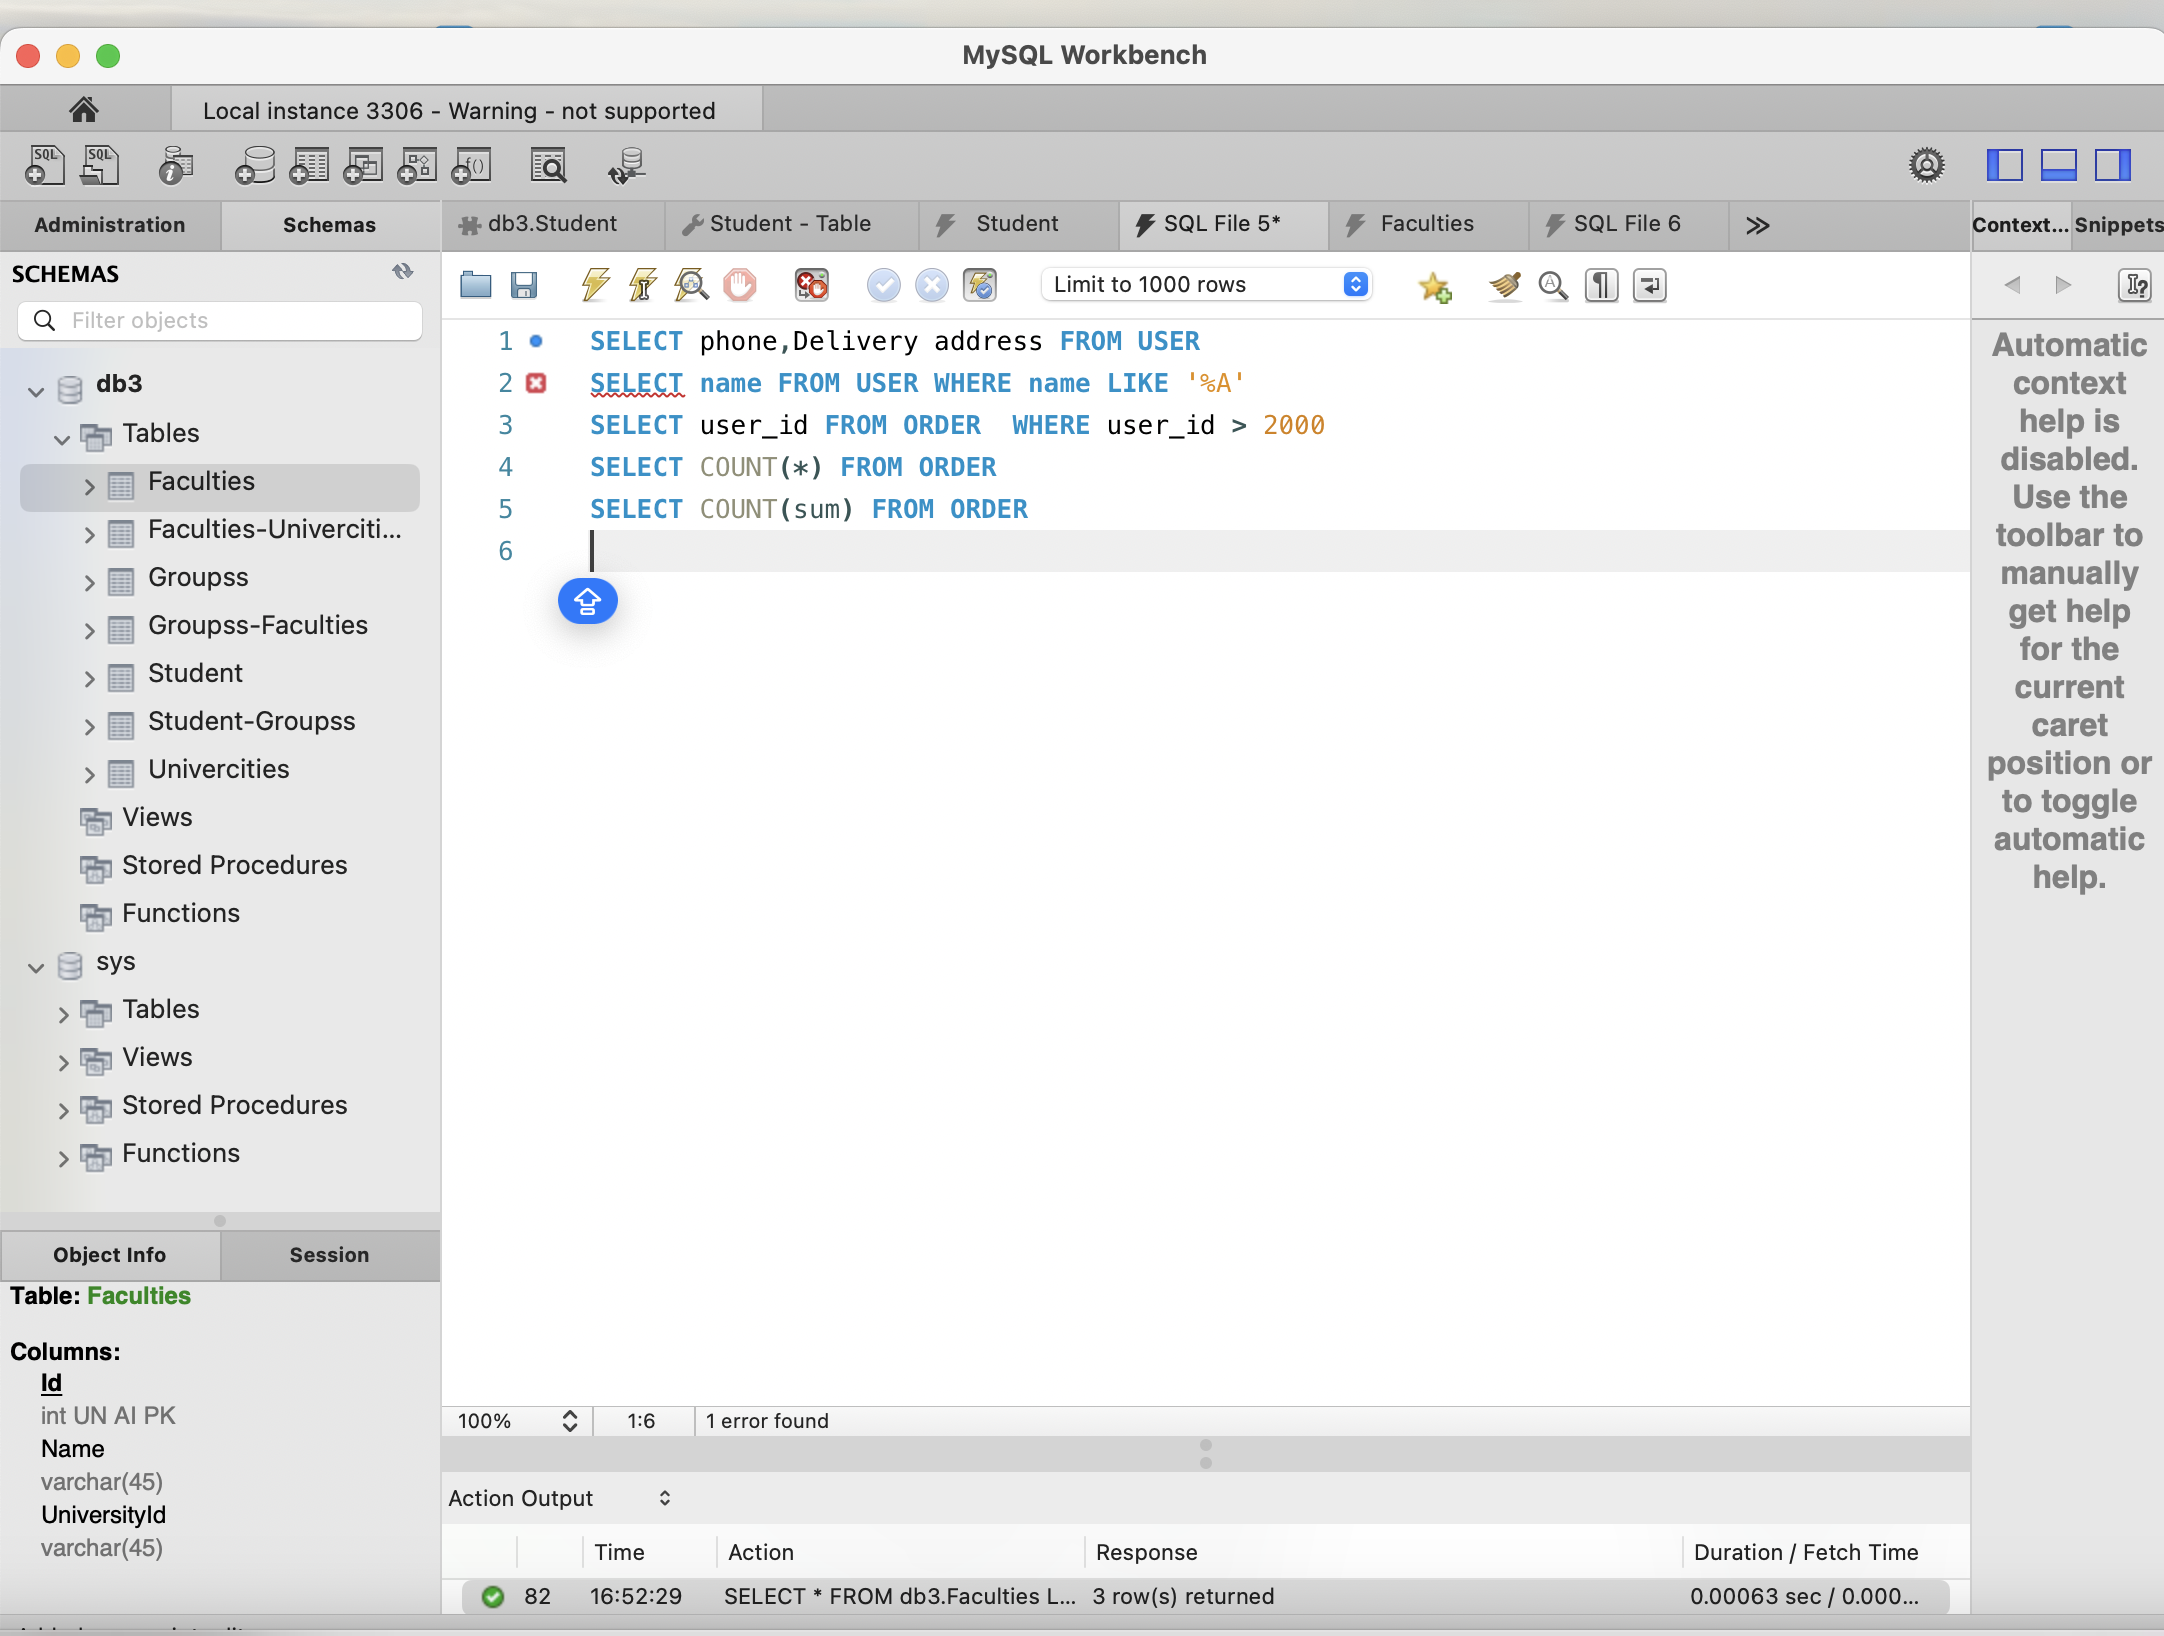 MySQL Workbench
Local instance 3306 - Warning - not supported
Administration
Schemas
db3.Student
Student - Table
Student
SQL File 5*
Faculties
SQL File 6
Context...
Snippets
SCHEMAS
Filter objects
Limit to 1000 rows
db3
Tables
Faculties
Faculties-Univerciti...
Groupss
Groupss-Faculties
Student
Student-Groupss
Univercities
Views
Stored Procedures
Functions
sys
Tables
Views
Stored Procedures
Functions
1 SELECT phone,Delivery address FROM USER
2 SELECT name FROM USER WHERE name LIKE '%A'
3 SELECT user_id FROM ORDER  WHERE user_id > 2000
4 SELECT COUNT(*) FROM ORDER
5 SELECT COUNT(sum) FROM ORDER
6
Automatic
context
help is
disabled.
Use the
toolbar to
manually
get help
for the
current
caret
position or
to toggle
automatic
help.
Object Info
Session
Table: Faculties
Columns:
Id
int UN AI PK
Name
varchar(45)
UniversityId
varchar(45)
100%
1:6
1 error found
Action Output
Time
Action
Response
Duration / Fetch Time
82
16:52:29
SELECT * FROM db3.Faculties L...
3 row(s) returned
0.00063 sec / 0.000...